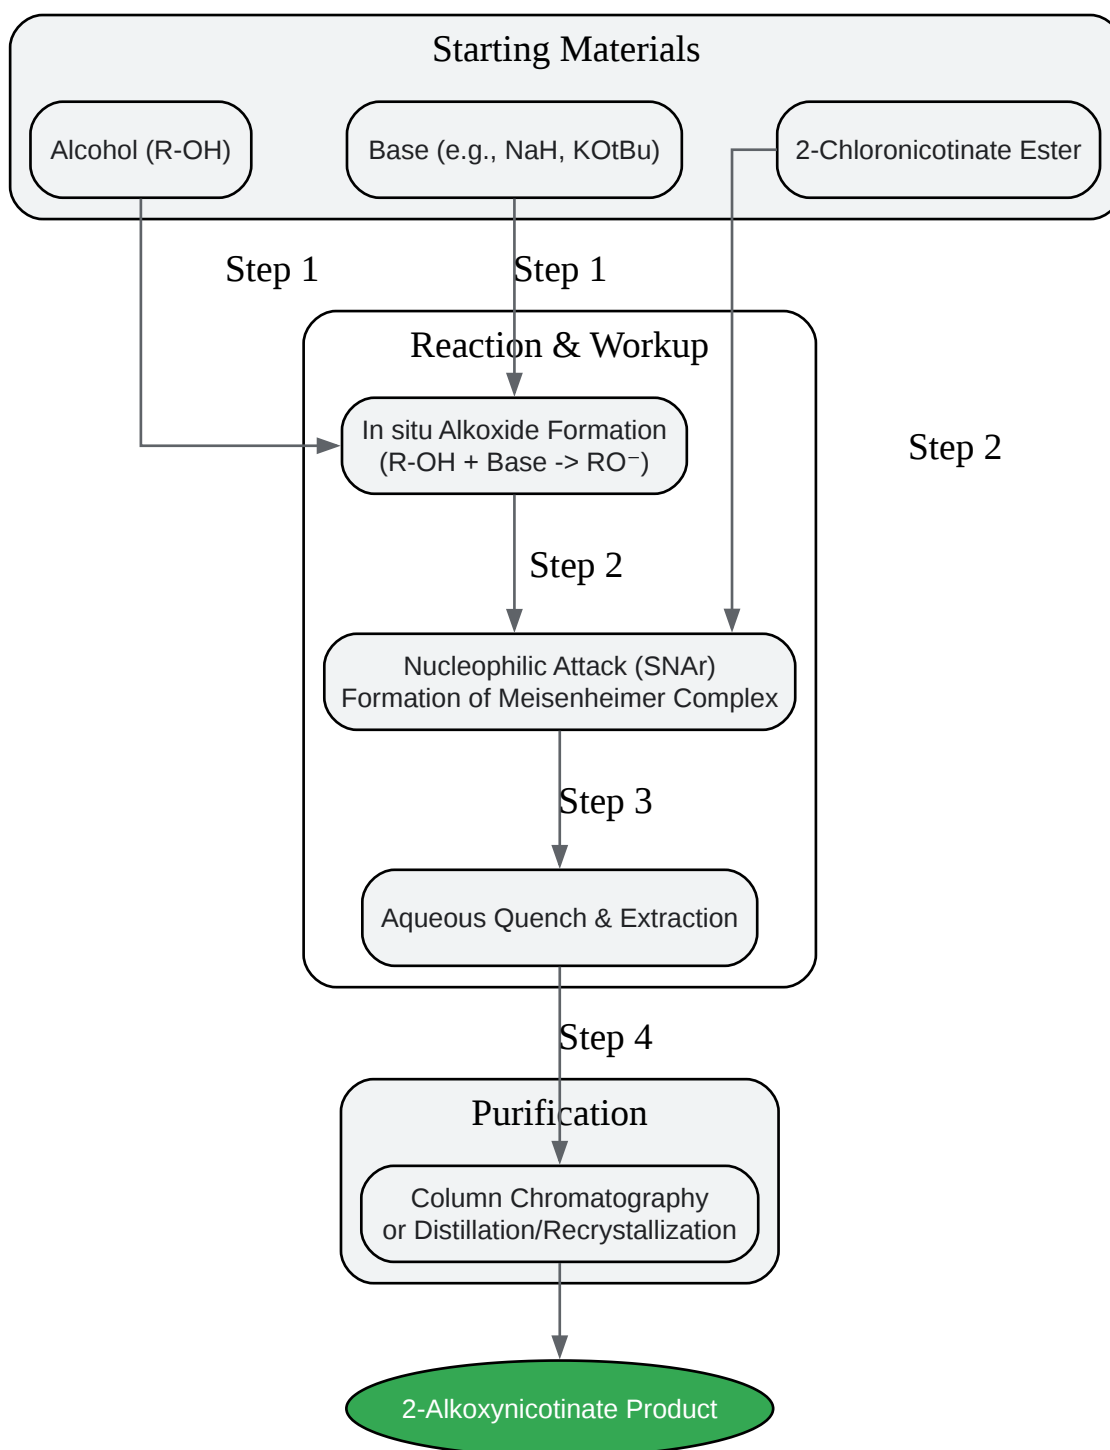 Starting Materials
Alcohol (R-OH)
Base (e.g., NaH, KOtBu)
2-Chloronicotinate Ester
Step 1
Step 1
Reaction & Workup
In situ Alkoxide Formation
(R-OH + Base -> RO⁻)
Step 2
Step 2
Nucleophilic Attack (SNAr)
Formation of Meisenheimer Complex
Step 3
Aqueous Quench & Extraction
Step 4
Purification
Column Chromatography
or Distillation/Recrystallization
2-Alkoxynicotinate Product